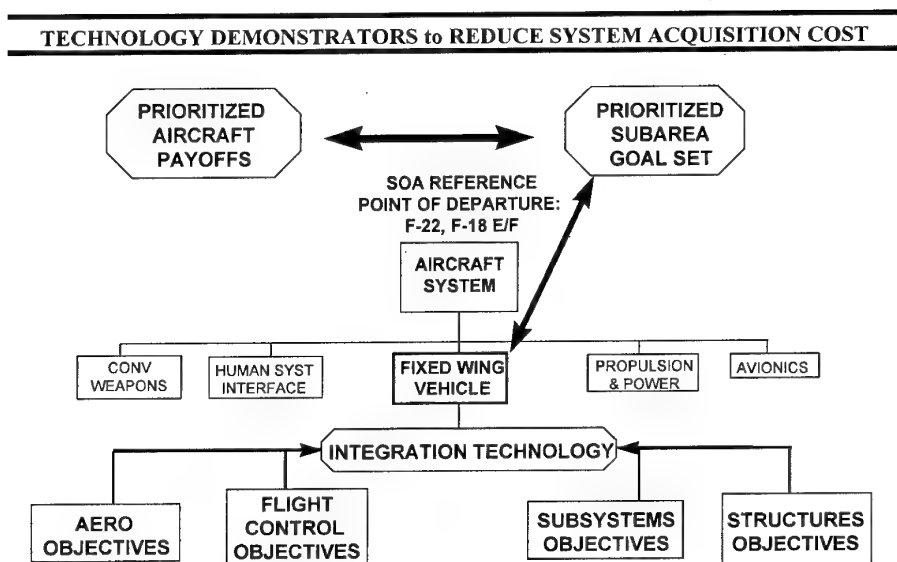 TECHNOLOGY DEMONSTRATORS to REDUCE SYSTEM ACQUISITION COST
PRIORITIZED
AIRCRAFT
PAYOFFS
PRIORITIZED
SUBAREA
GOAL SET
SOA REFERENCE
POINT OF DEPARTURE:
F-22, F-18 E/F
AIRCRAFT
SYSTEM
CONV
WEAPONS
HUMAN SYST
INTERFACE
FIXED WING
VEHICLE
PROPULSION
& POWER
AVIONICS
INTEGRATION TECHNOLOGY
AERO
OBJECTIVES
FLIGHT
CONTROL
OBJECTIVES
SUBSYSTEMS
OBJECTIVES
STRUCTURES
OBJECTIVES